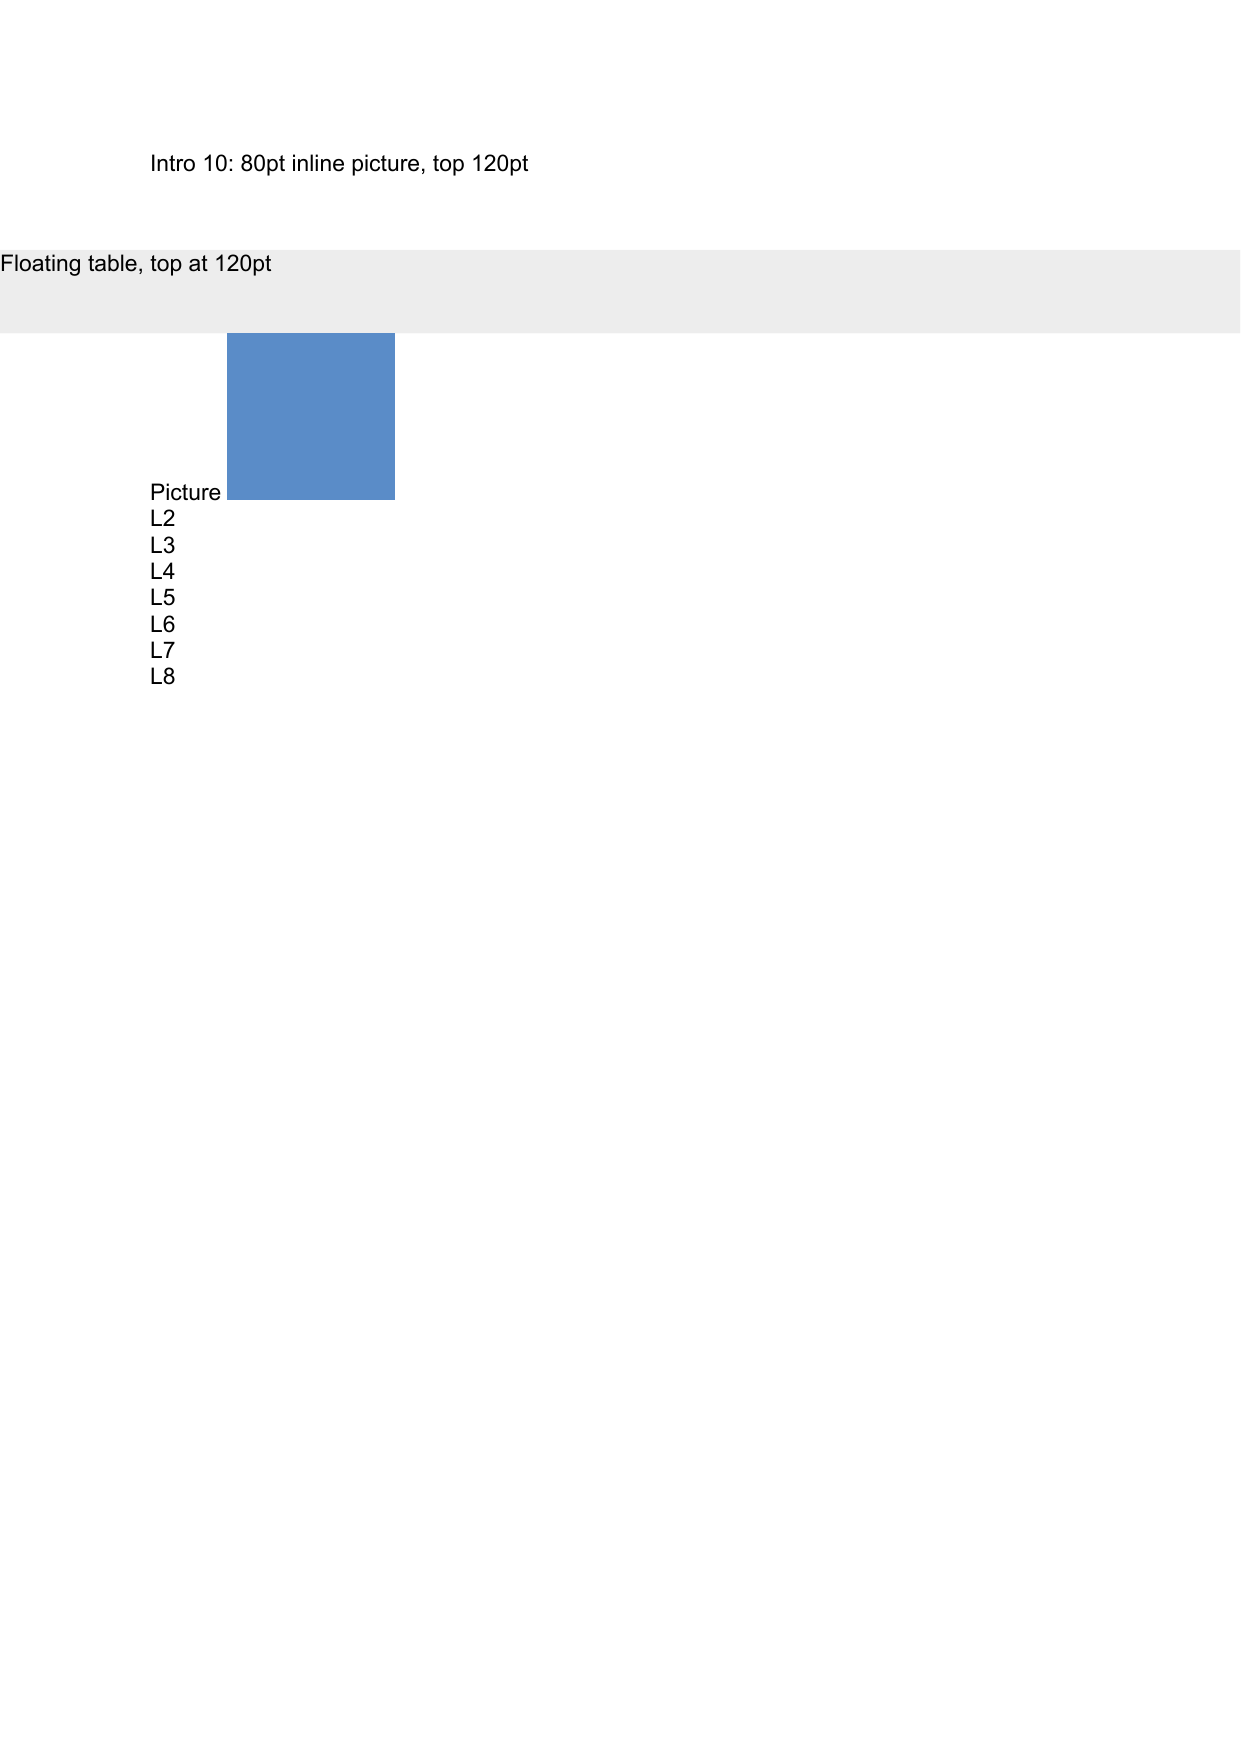 Intro 10: 80pt inline picture, top 120pt
Floating table, top at 120pt
Picture
L2
L3
L4
L5
L6
L7
L8